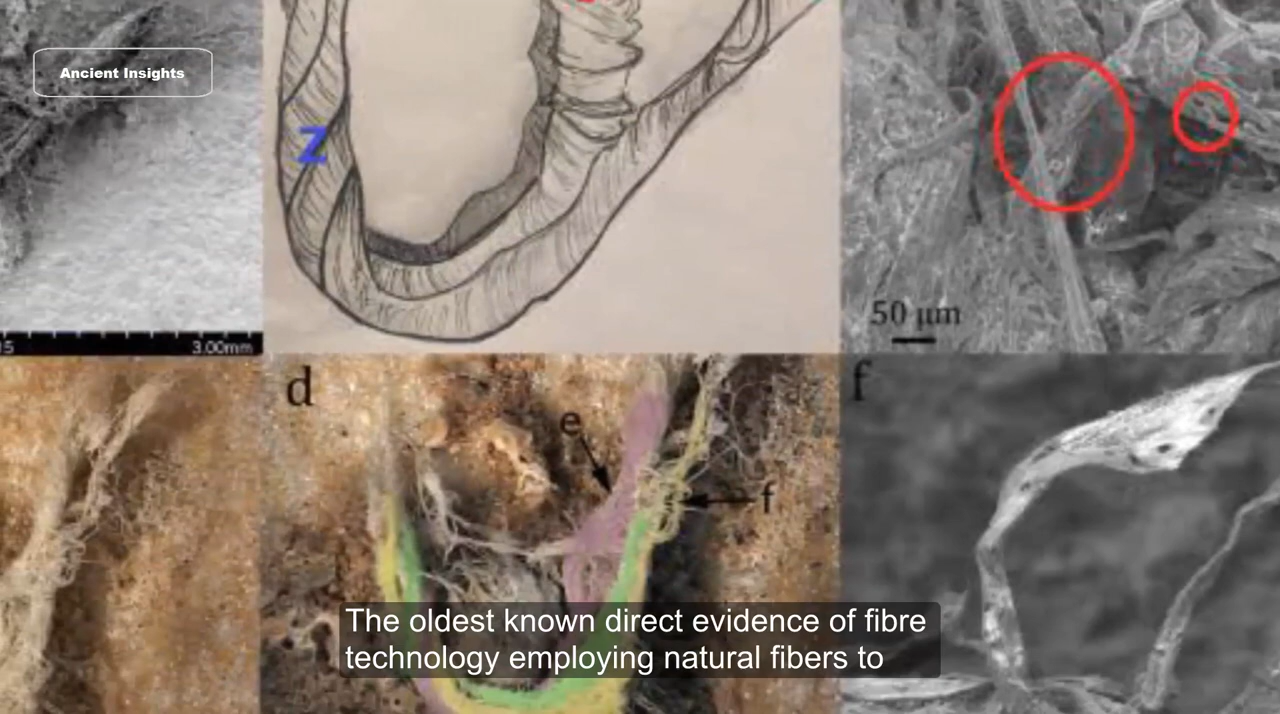 Ancient Insights
Z
50 µm
3.00mm
d
e
f
f
The oldest known direct evidence of fibre
technology employing natural fibers to